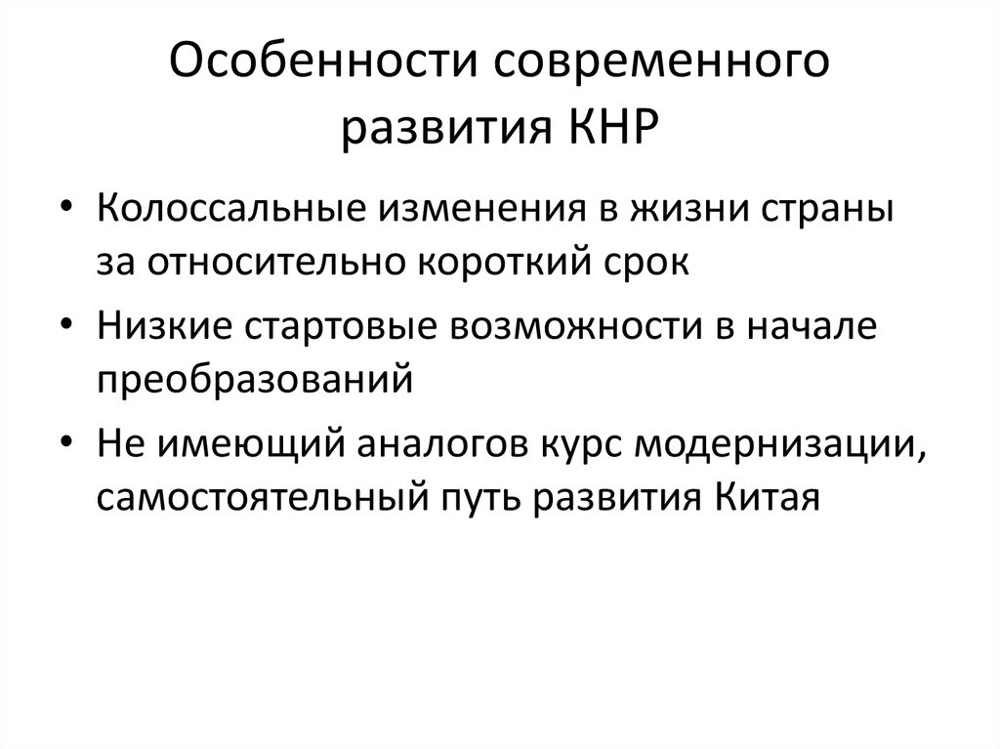 Особенности современного
развития КНР
• Колоссальные изменения в жизни страны
за относительно короткий срок
• Низкие стартовые возможности в начале
преобразований
• Не имеющий аналогов курс модернизации,
самостоятельный путь развития Китая